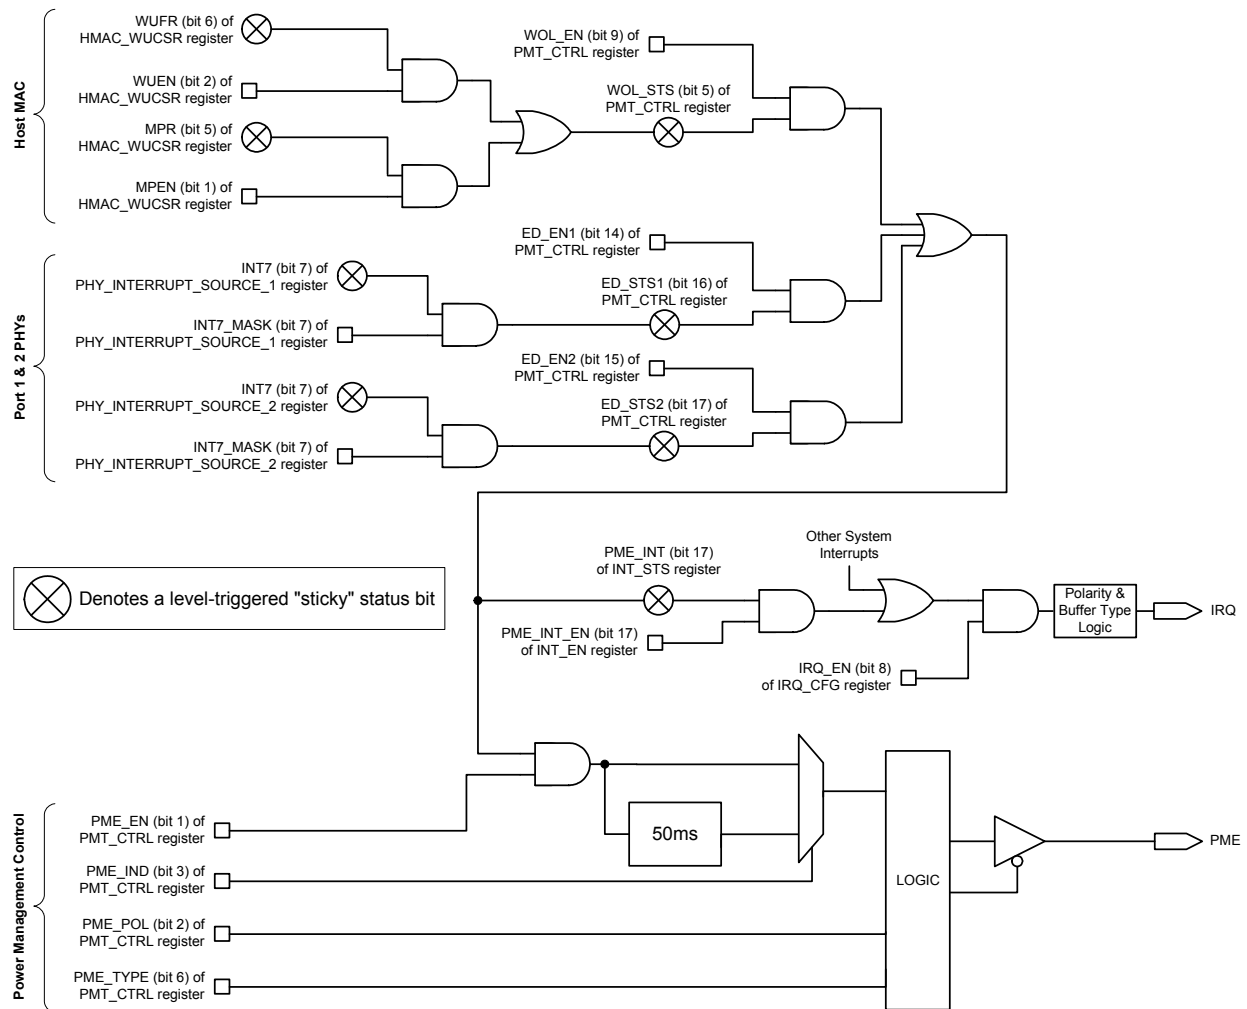 Host MAC
WUFR (bit 6) of
HMAC_WUCSR register
WUEN (bit 2) of
HMAC_WUCSR register
MPR (bit 5) of
HMAC_WUCSR register
MPEN (bit 1) of
HMAC_WUCSR register
WOL_EN (bit 9) of
PMT_CTRL register
WOL_STS (bit 5) of
PMT_CTRL register
Port 1 & 2 PHYs
INT7 (bit 7) of
PHY_INTERRUPT_SOURCE_1 register
INT7_MASK (bit 7) of
PHY_INTERRUPT_SOURCE_1 register
INT7 (bit 7) of
PHY_INTERRUPT_SOURCE_2 register
INT7_MASK (bit 7) of
PHY_INTERRUPT_SOURCE_2 register
ED_EN1 (bit 14) of
PMT_CTRL register
ED_STS1 (bit 16) of
PMT_CTRL register
ED_EN2 (bit 15) of
PMT_CTRL register
ED_STS2 (bit 17) of
PMT_CTRL register
Denotes a level-triggered "sticky" status bit
PME_INT (bit 17)
of INT_STS register
PME_INT_EN (bit 17)
of INT_EN register
Other System
Interrupts
IRQ_EN (bit 8)
of IRQ_CFG register
Polarity &
Buffer Type
Logic
IRQ
Power Management Control
PME_EN (bit 1) of
PMT_CTRL register
PME_IND (bit 3) of
PMT_CTRL register
PME_POL (bit 2) of
PMT_CTRL register
PME_TYPE (bit 6) of
PMT_CTRL register
50ms
LOGIC
PME